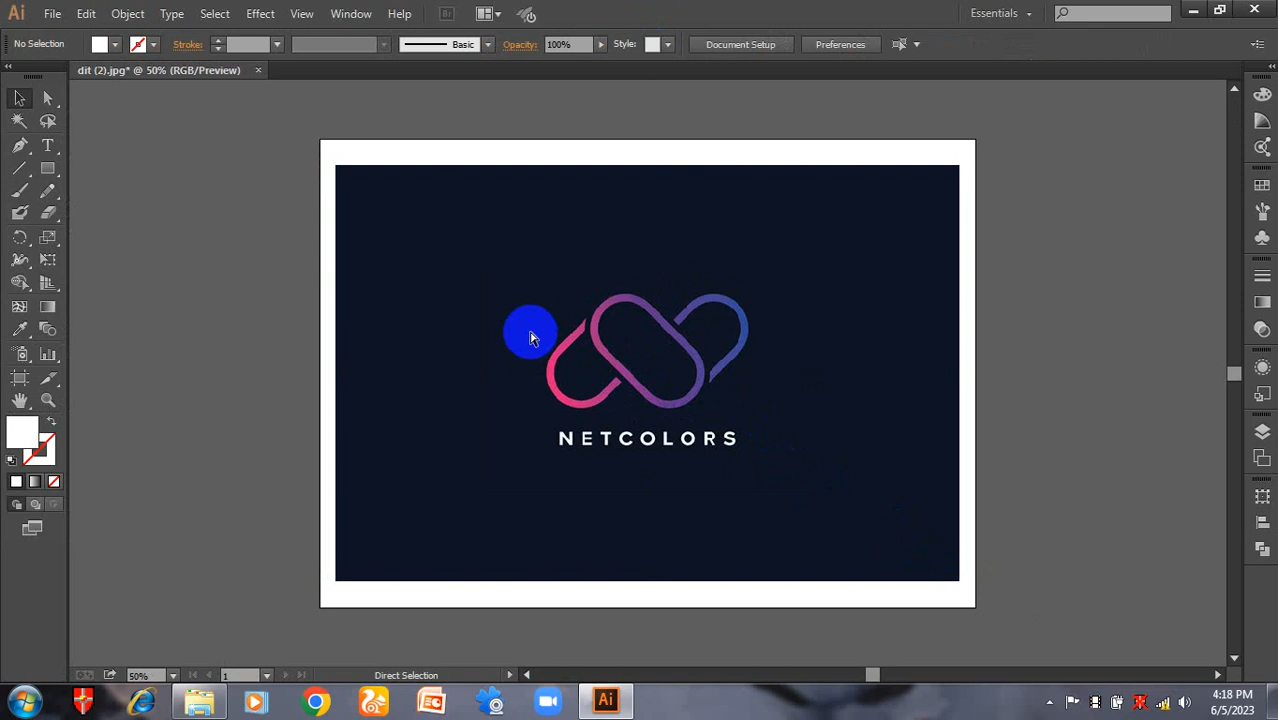 Ai File Edit Object Type Select Effect View Window Help Br Essentials
No Selection Stroke: Basic Opacity: 100% Style: Document Setup Preferences
dit (2).jpg* @ 50% (RGB/Preview)
NETCOLORS
50% 1 Direct Selection
Ai 4:18 PM
6/5/2023